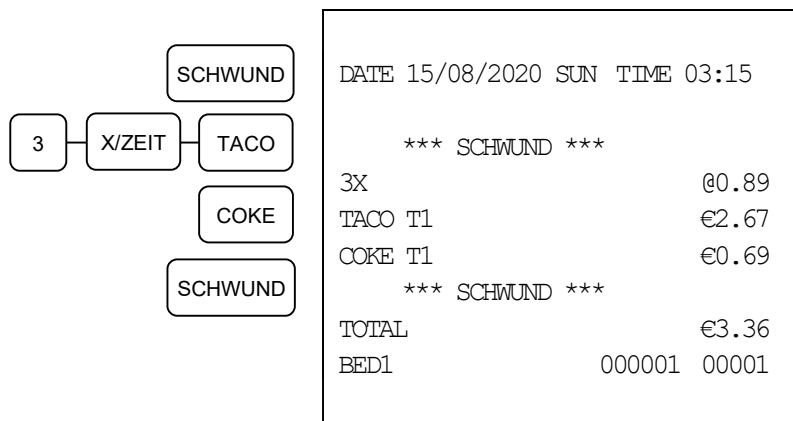 SCHWUND
3 X/ZEIT TACO
COKE
SCHWUND
DATE 15/08/2020 SUN TIME 03:15
*** SCHWUND ***
3X @0.89
TACO T1 €2.67
COKE T1 €0.69
*** SCHWUND ***
TOTAL €3.36
BED1 000001 00001